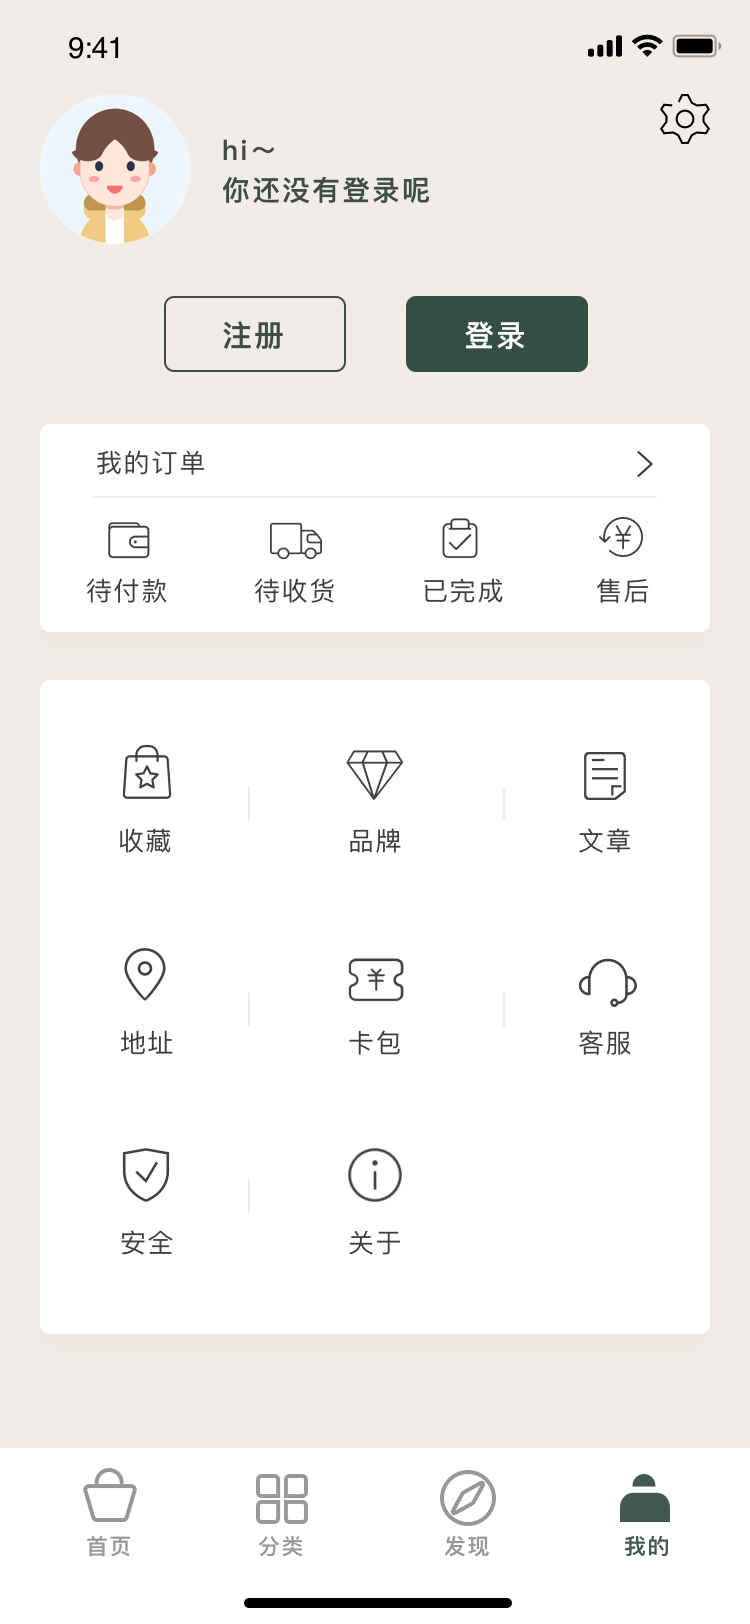 9:41
hi～
你还没有登录呢
注册 登录
我的订单
待付款 待收货 已完成 售后
收藏 品牌 文章
地址 卡包 客服
安全 关于
首页 分类 发现 我的